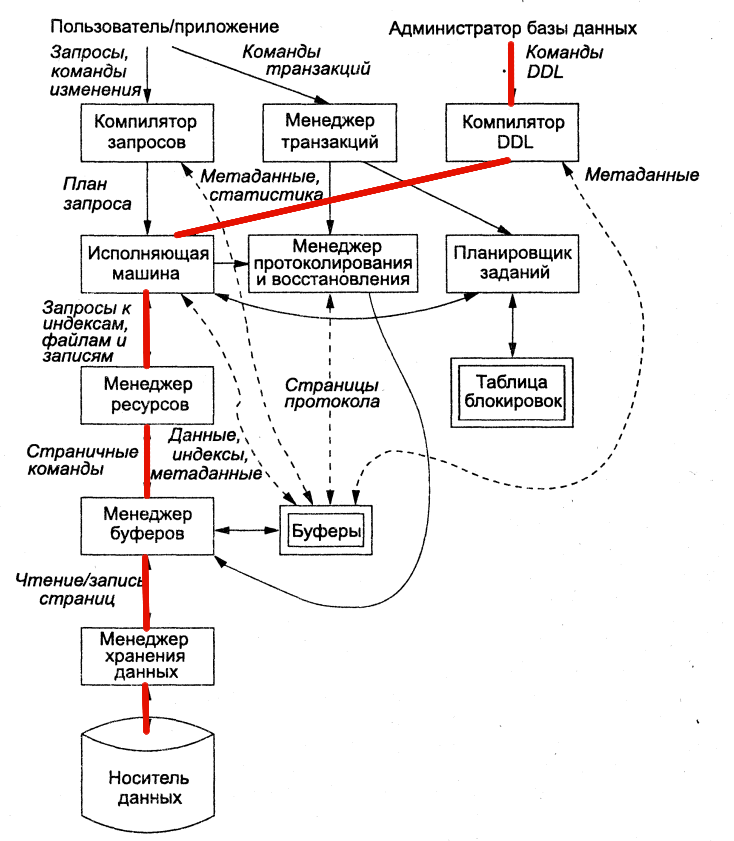 Пользователь/приложение
Администратор базы данных
Запросы,
команды
изменения
Команды
транзакций
Команды
DDL
Компилятор
запросов
Менеджер
транзакций
Компилятор
DDL
План
запроса
Метаданные,
статистика
Метаданные
Исполняющая
машина
Менеджер
протоколирования
и восстановления
Планировщик
заданий
Запросы к
индексам,
файлам и
записям
Менеджер
ресурсов
Страницы
протокола
Таблица
блокировок
Страничные
команды
Данные,
индексы,
метаданные
Менеджер
буферов
Буферы
Чтение/запись
страниц
Менеджер
хранения
данных
Носитель
данных